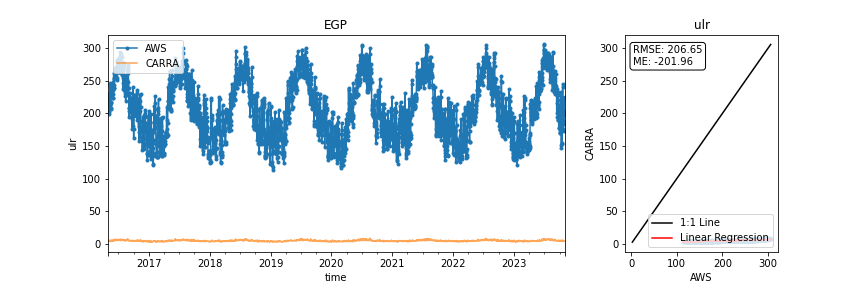 EGP
AWS
CARRA
ulr
300
250
200
150
100
50
0
2017 2018 2019 2020 2021 2022 2023
time
ulr
RMSE: 206.65
ME: -201.96
CARRA
300
250
200
150
100
50
0
1:1 Line
Linear Regression
0 100 200 300
AWS